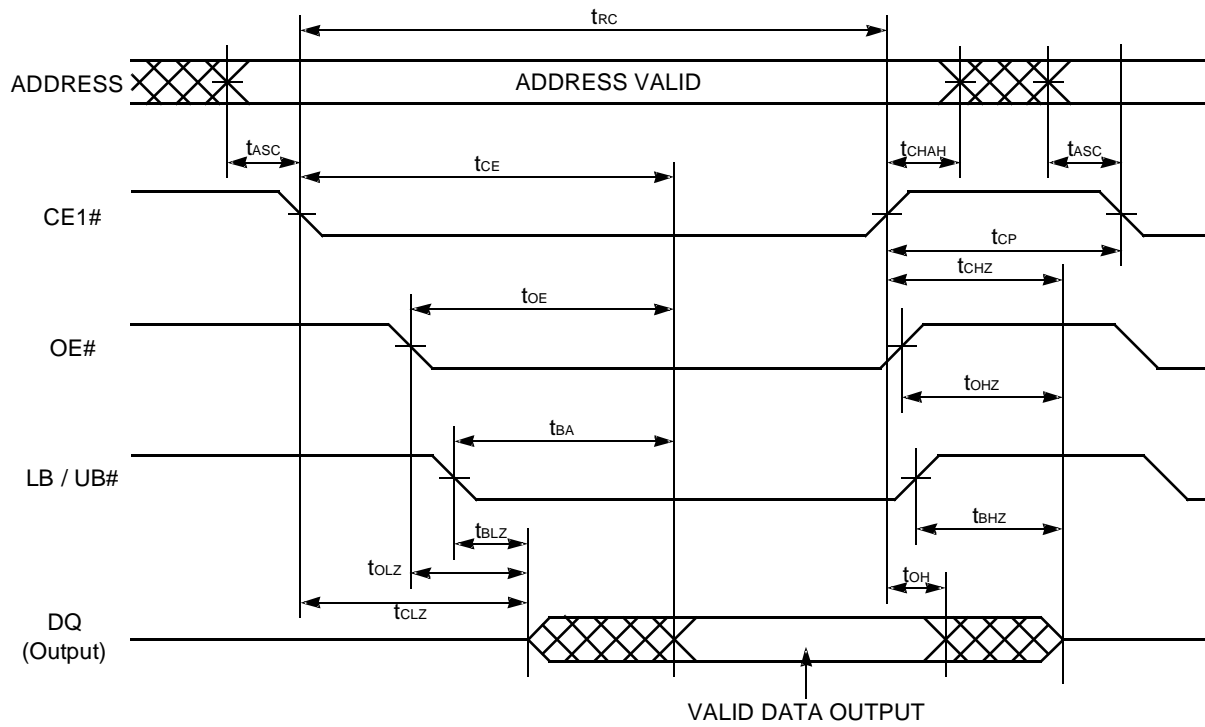 tRC
ADDRESS
ADDRESS VALID
tASC
tCE
tCHAH
tASC
CE1#
tCP
tCHZ
tOE
OE#
tOHZ
tBA
LB / UB#
tBLZ
tBHZ
tOLZ
tOH
tCLZ
DQ
(Output)
VALID DATA OUTPUT